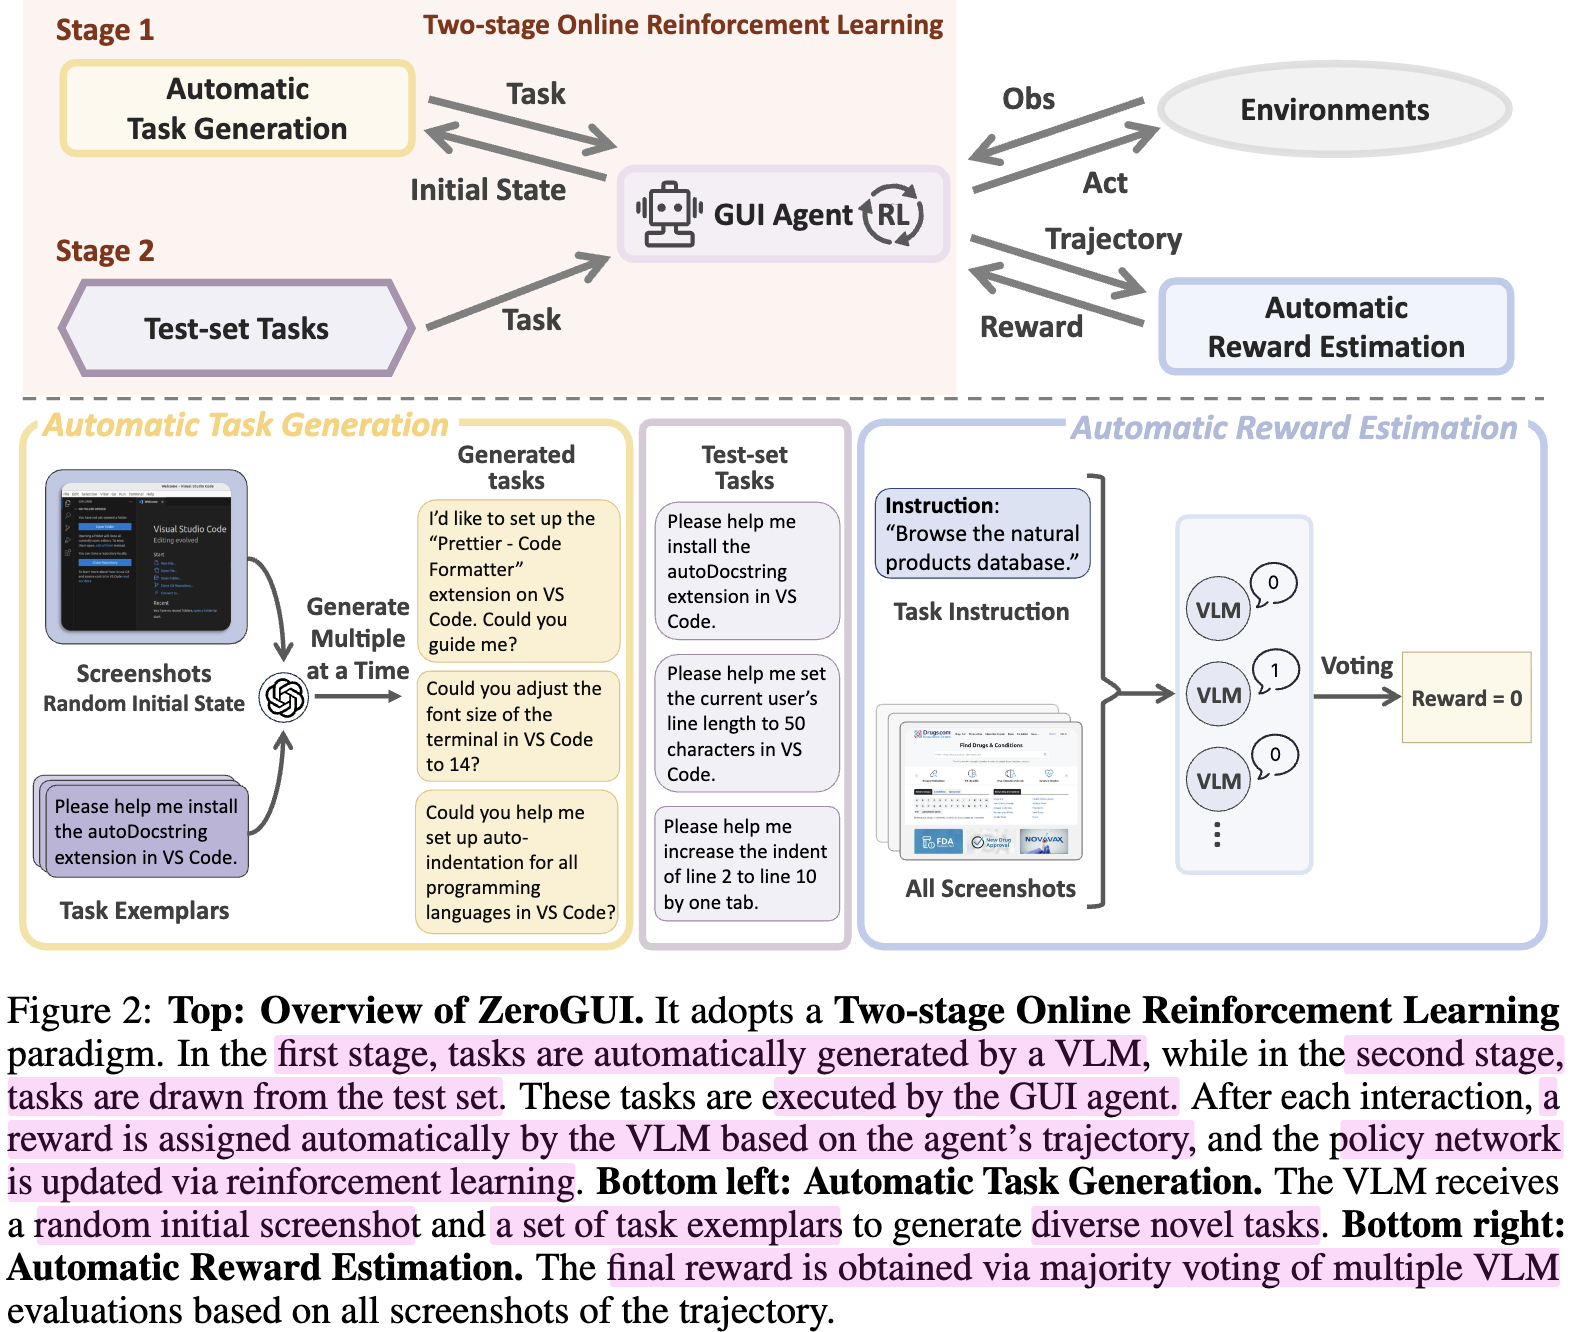 Stage 1
Two-stage Online Reinforcement Learning
Automatic
Task Generation
Task
Initial State
Obs
Act
Environments
GUI Agent
RL
Stage 2
Test-set Tasks
Task
Trajectory
Reward
Automatic
Reward Estimation
Automatic Task Generation
Visual Studio Code
Editing evolved
Start
Recent
Screenshots
Random Initial State
Please help me install
the autoDocstring
extension in VS Code.
Task Exemplars
Generate
Multiple
at a Time
Generated
tasks
I'd like to set up the
“Prettier - Code
Formatter”
extension on VS
Code. Could you
guide me?
Could you adjust the
font size of the
terminal in VS Code
to 14?
Could you help me
set up auto-
indentation for all
programming
languages in VS Code?
Test-set
Tasks
Please help me
install the
autoDocstring
extension in VS
Code.
Please help me set
the current user's
line length to 50
characters in VS
Code.
Please help me
increase the indent
of line 2 to line 10
by one tab.
Automatic Reward Estimation
Instruction:
“Browse the natural
products database.”
Task Instruction
Drugs.com
Find Drugs & Conditions
FDA
New Drug
Approval
NOVAVAX
All Screenshots
VLM
0
VLM
1
VLM
0
Voting
Reward = 0
Figure 2: Top: Overview of ZeroGUI. It adopts a Two-stage Online Reinforcement Learning
paradigm. In the first stage, tasks are automatically generated by a VLM, while in the second stage,
tasks are drawn from the test set. These tasks are executed by the GUI agent. After each interaction, a
reward is assigned automatically by the VLM based on the agent's trajectory, and the policy network
is updated via reinforcement learning. Bottom left: Automatic Task Generation. The VLM receives
a random initial screenshot and a set of task exemplars to generate diverse novel tasks. Bottom right:
Automatic Reward Estimation. The final reward is obtained via majority voting of multiple VLM
evaluations based on all screenshots of the trajectory.